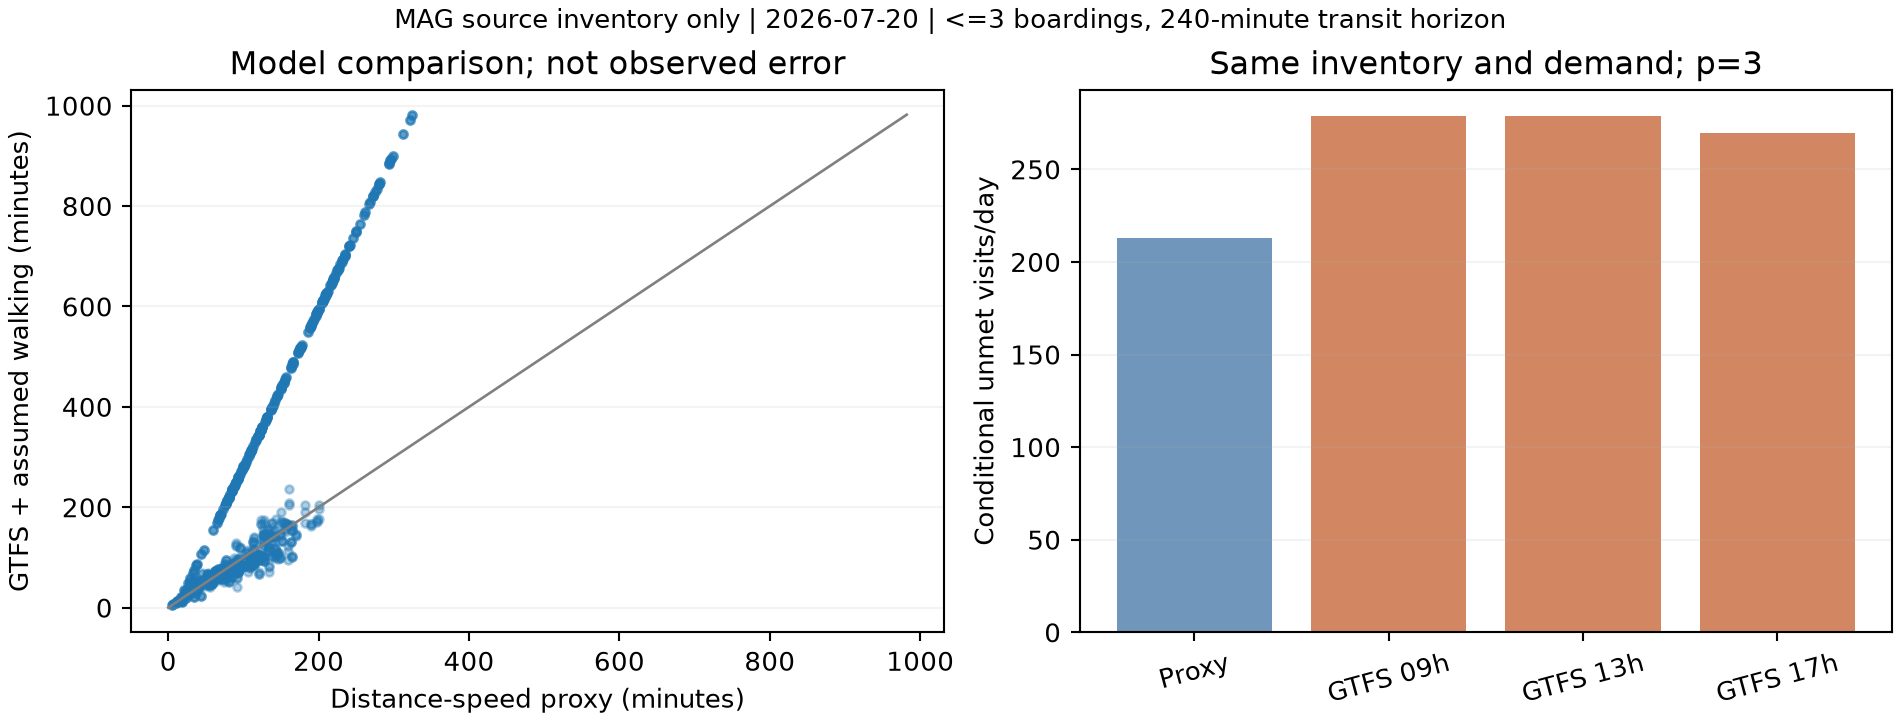 MAG source inventory only | 2026-07-20 | <=3 boardings, 240-minute transit horizon
Model comparison; not observed error
GTFS + assumed walking (minutes)
1000
800
600
400
200
0
0 200 400 600 800 1000
Distance-speed proxy (minutes)
Same inventory and demand; p=3
Conditional unmet visits/day
250
200
150
100
50
0
Proxy GTFS 09h GTFS 13h GTFS 17h